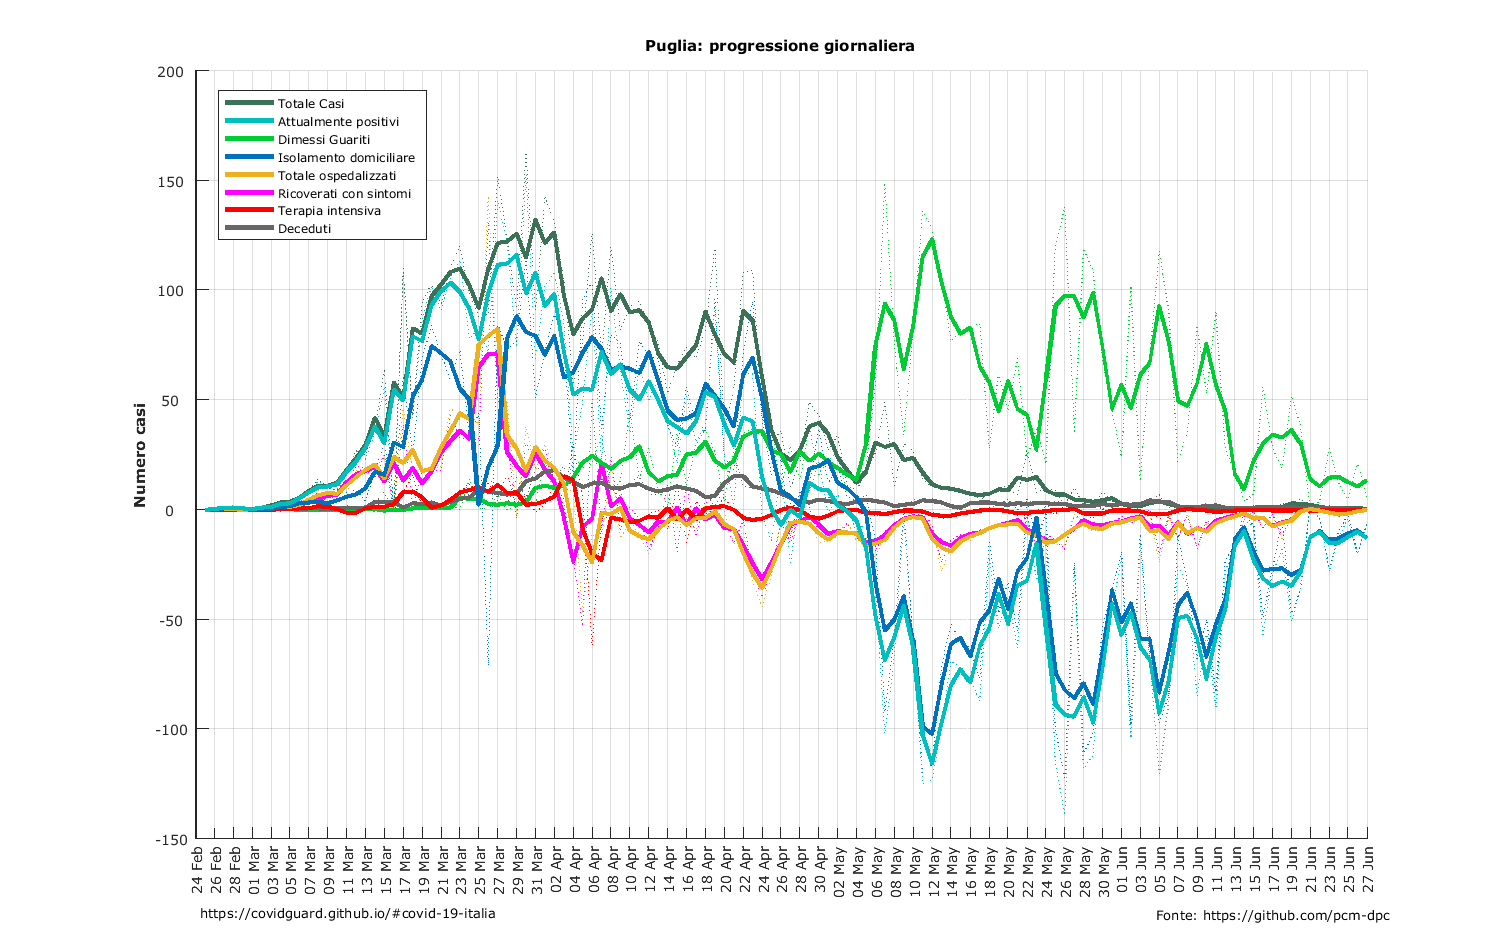 Puglia: progressione giornaliera
200
150
100
50
0
-50
-100
-150
Numero casi
Totale Casi
Attualmente positivi
Dimessi Guariti
Isolamento domiciliare
Totale ospedalizzati
Ricoverati con sintomi
Terapia intensiva
Deceduti
24 Feb
26 Feb
28 Feb
01 Mar
03 Mar
05 Mar
07 Mar
09 Mar
11 Mar
13 Mar
15 Mar
17 Mar
19 Mar
21 Mar
23 Mar
25 Mar
27 Mar
29 Mar
31 Mar
02 Apr
04 Apr
06 Apr
08 Apr
10 Apr
12 Apr
14 Apr
16 Apr
18 Apr
20 Apr
22 Apr
24 Apr
26 Apr
28 Apr
30 Apr
02 May
04 May
06 May
08 May
10 May
12 May
14 May
16 May
18 May
20 May
22 May
24 May
26 May
28 May
30 May
01 Jun
03 Jun
05 Jun
07 Jun
09 Jun
11 Jun
13 Jun
15 Jun
17 Jun
19 Jun
21 Jun
23 Jun
25 Jun
27 Jun
https://covidguard.github.io/#covid-19-italia
Fonte: https://github.com/pcm-dpc